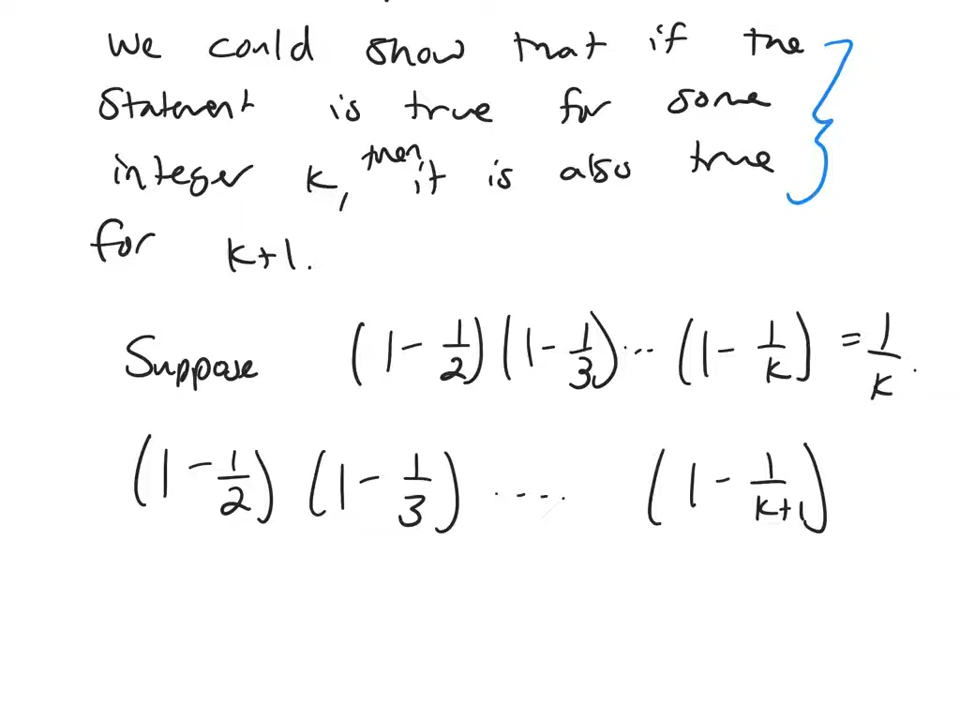 We could show that if the
statement is true for some
integer k, then it is also true
for k+1.
Suppose (1 - 1/2)(1 - 1/3)...(1 - 1/k) = 1/k.
(1 - 1/2)(1 - 1/3) .... (1 - 1/k+1)